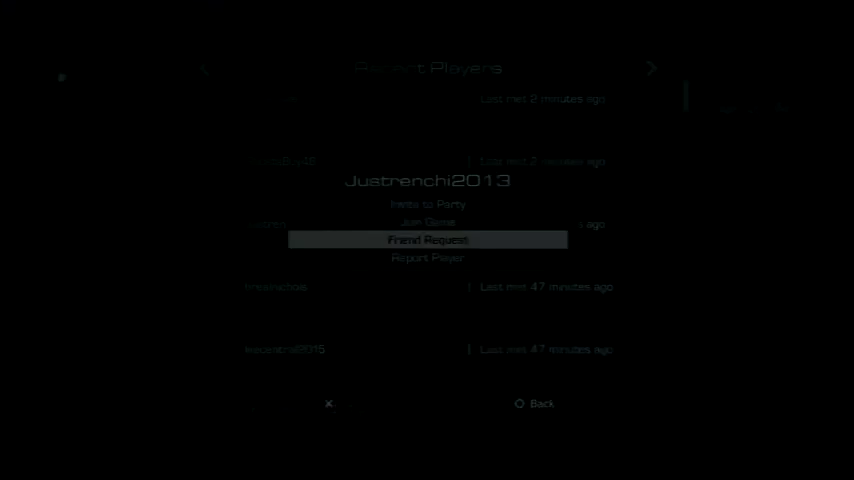 Recent Players
Last met 2 minutes ago
Last met 2 minutes ago
Justrenchi2013
Invite to Party
Join Game
ago
Friend Request
Report Player
Last met 47 minutes ago
Last met 47 minutes ago
Back